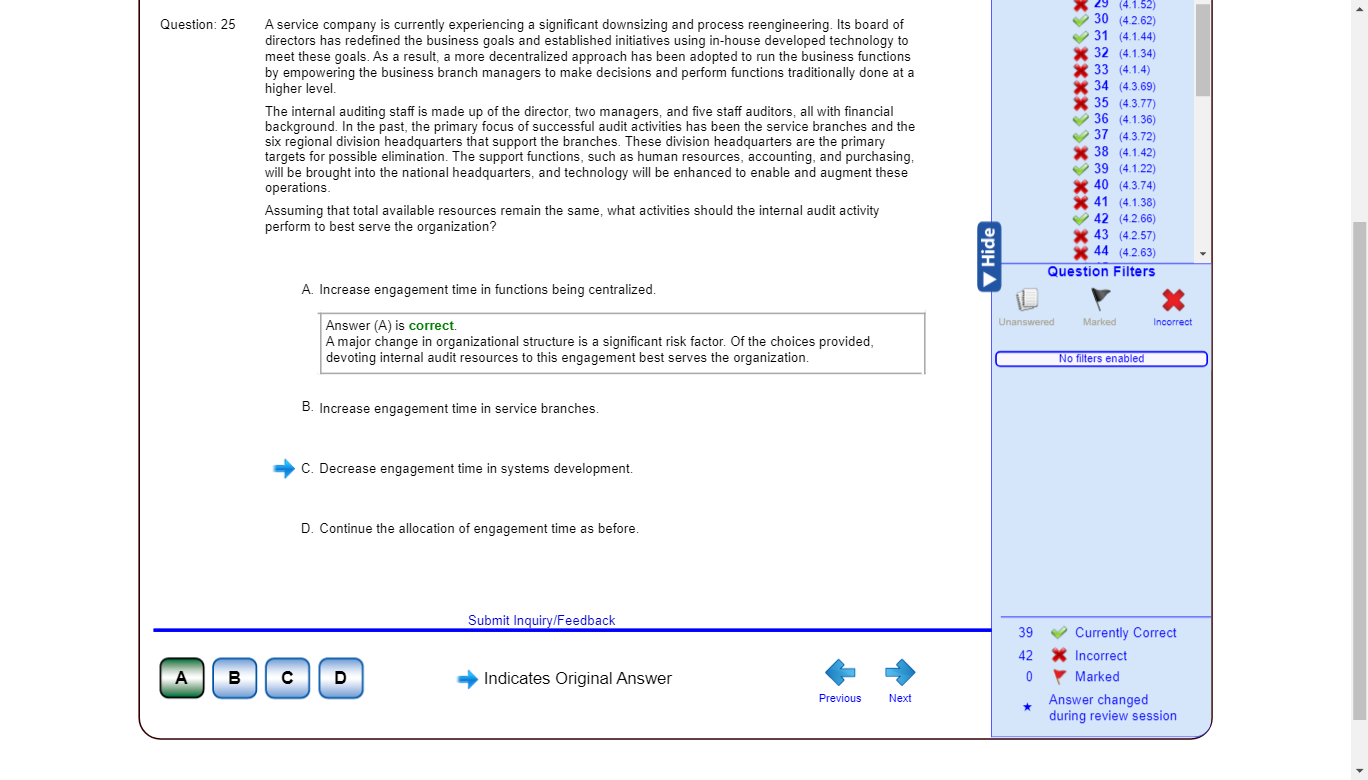 Question: 25
A service company is currently experiencing a significant downsizing and process reengineering. Its board of
directors has redefined the business goals and established initiatives using in-house developed technology to
meet these goals. As a result, a more decentralized approach has been adopted to run the business functions
by empowering the business branch managers to make decisions and perform functions traditionally done at a
higher level.
The internal auditing staff is made up of the director, two managers, and five staff auditors, all with financial
background. In the past, the primary focus of successful audit activities has been the service branches and the
six regional division headquarters that support the branches. These division headquarters are the primary
targets for possible elimination. The support functions, such as human resources, accounting, and purchasing,
will be brought into the national headquarters, and technology will be enhanced to enable and augment these
operations.
Assuming that total available resources remain the same, what activities should the internal audit activity
perform to best serve the organization?
A. Increase engagement time in functions being centralized.
Answer (A) is correct.
A major change in organizational structure is a significant risk factor. Of the choices provided,
devoting internal audit resources to this engagement best serves the organization.
B. Increase engagement time in service branches.
C. Decrease engagement time in systems development.
D. Continue the allocation of engagement time as before.
Submit Inquiry/Feedback
A B C D
Indicates Original Answer
Previous
Next
29 (4.1.52)
30 (4.2.62)
31 (4.1.44)
32 (4.1.34)
33 (4.1.4)
34 (4.3.69)
35 (4.3.77)
36 (4.1.36)
37 (4.3.72)
38 (4.1.42)
39 (4.1.22)
40 (4.3.74)
41 (4.1.38)
42 (4.2.66)
43 (4.2.57)
44 (4.2.63)
Hide
Question Filters
Unanswered
Marked
Incorrect
No filters enabled
39 Currently Correct
42 Incorrect
0 Marked
Answer changed
during review session